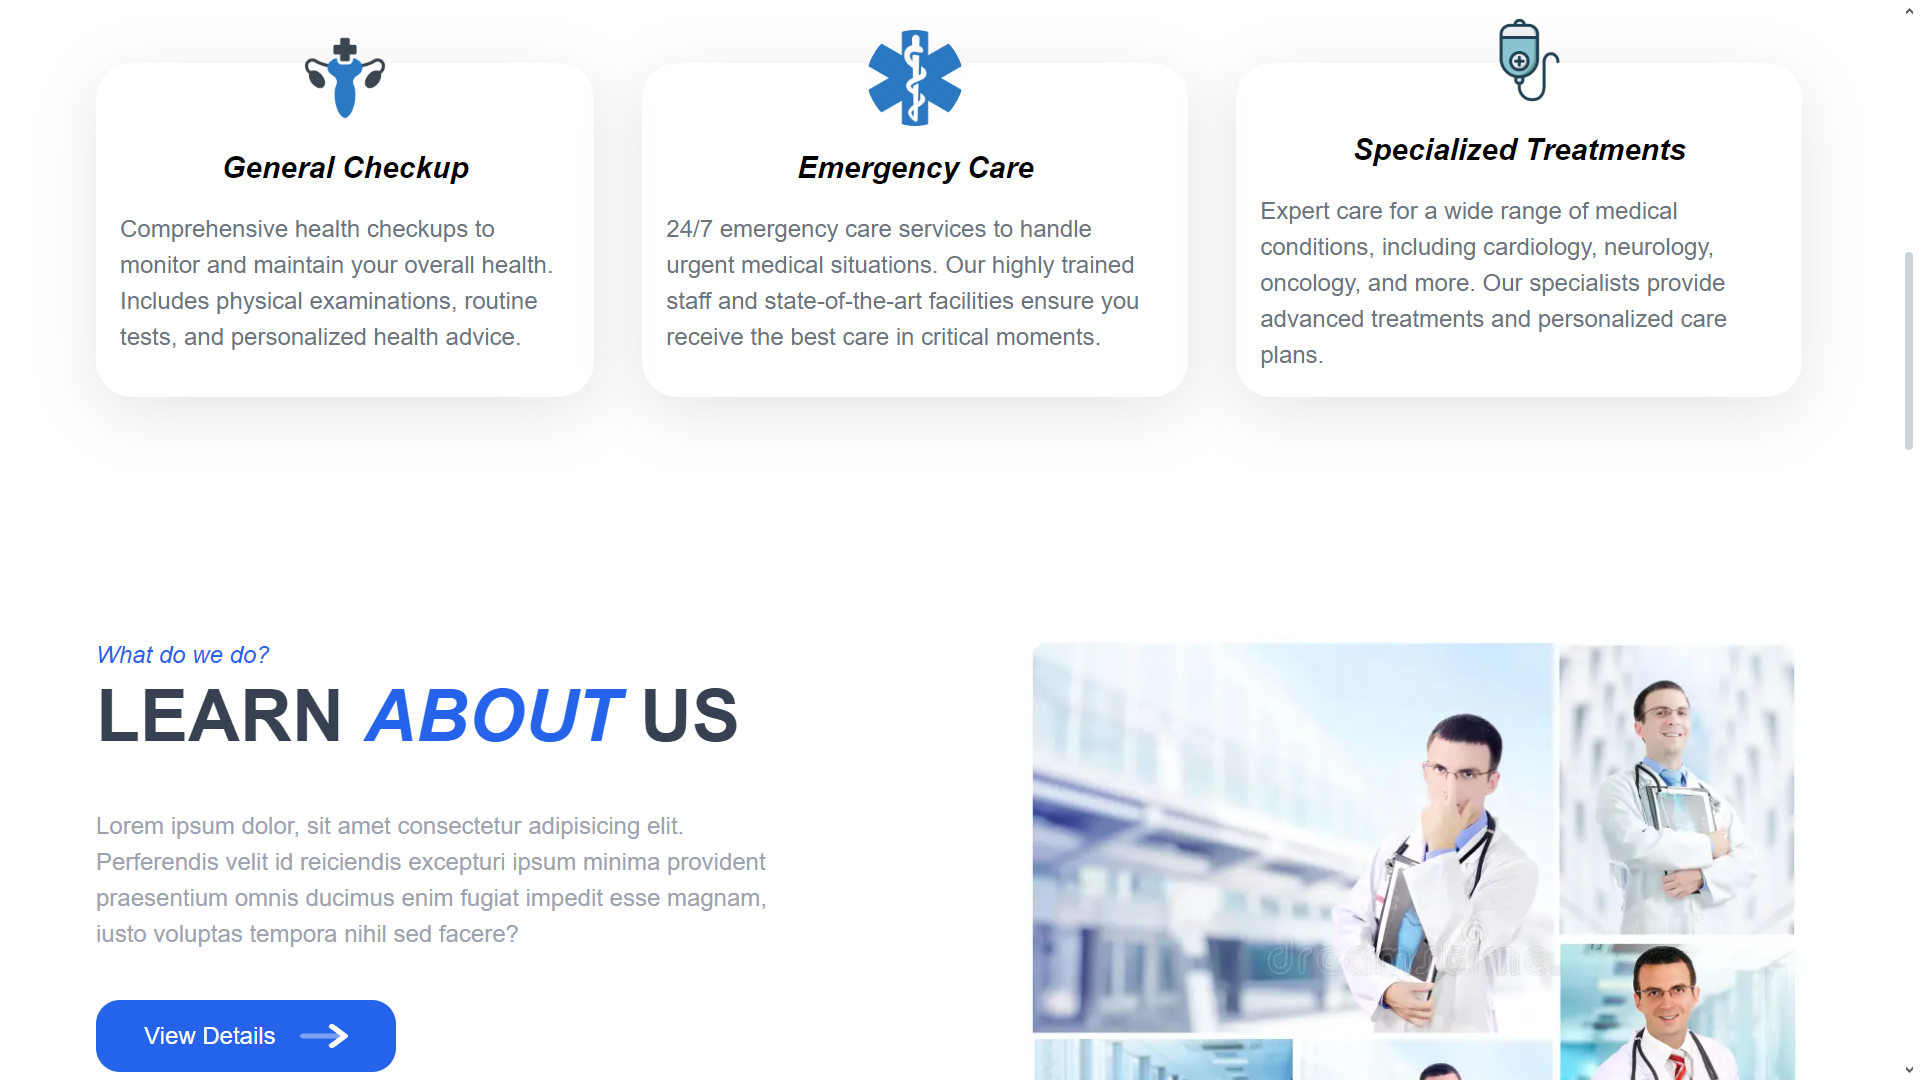 General Checkup
Comprehensive health checkups to
monitor and maintain your overall health.
Includes physical examinations, routine
tests, and personalized health advice.
Emergency Care
24/7 emergency care services to handle
urgent medical situations. Our highly trained
staff and state-of-the-art facilities ensure you
receive the best care in critical moments.
Specialized Treatments
Expert care for a wide range of medical
conditions, including cardiology, neurology,
oncology, and more. Our specialists provide
advanced treatments and personalized care
plans.
What do we do?
LEARN ABOUT US
Lorem ipsum dolor, sit amet consectetur adipisicing elit.
Perferendis velit id reiciendis excepturi ipsum minima provident
praesentium omnis ducimus enim fugiat impedit esse magnam,
iusto voluptas tempora nihil sed facere?
View Details
dreamstime